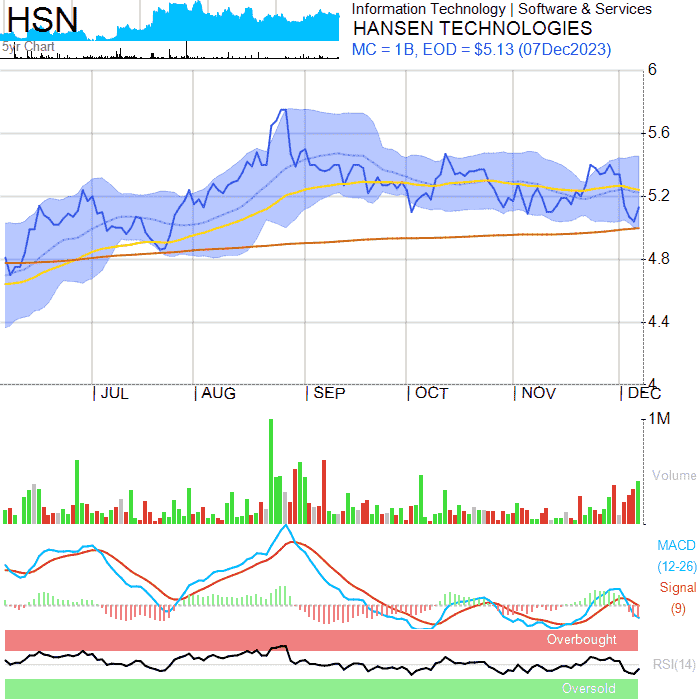 HSN
5yr Chart
Information Technology | Software & Services
HANSEN TECHNOLOGIES
MC = 1B, EOD = $5.13 (07Dec2023)
6
5.6
5.2
4.8
4.4
4
| JUL | AUG | SEP | OCT | NOV | DEC
1M
Volume
MACD
(12-26)
Signal
(9)
Overbought
RSI(14)
Oversold